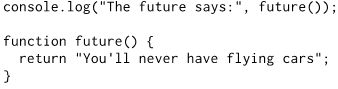 console.log("The future says:", future());
function future() {
return "You'll never have flying cars";
}